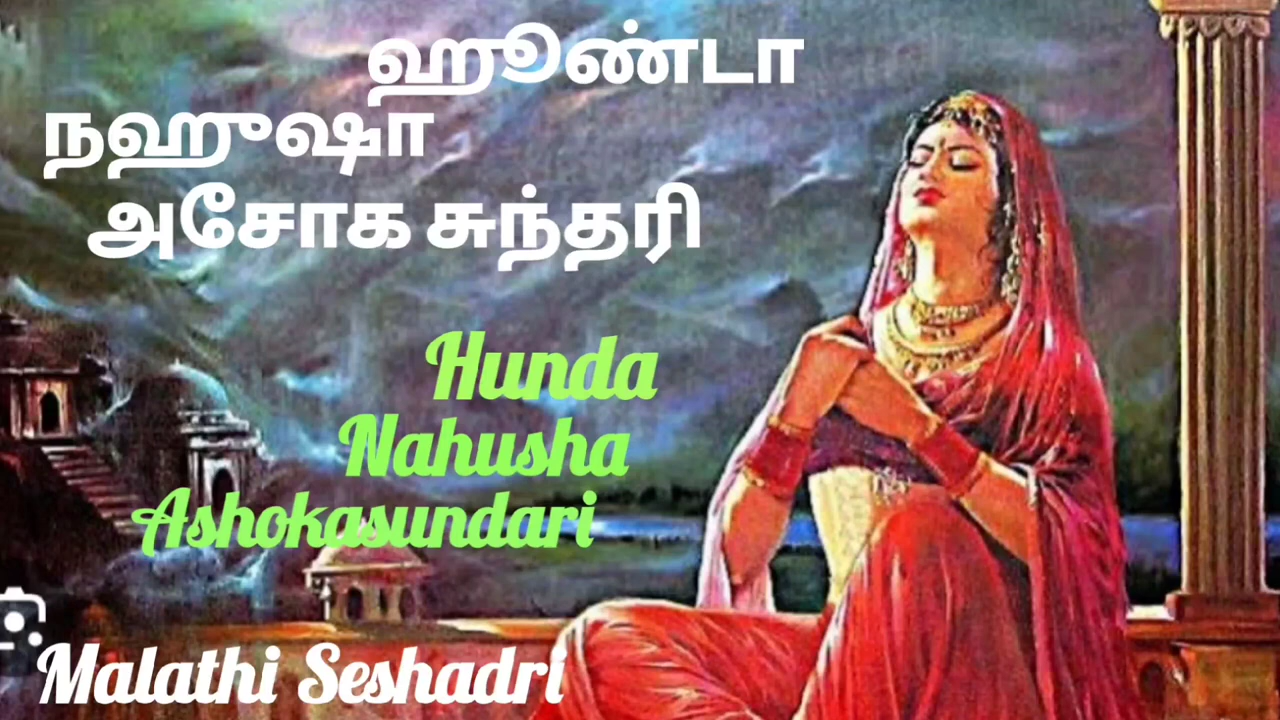 ஹூண்டா
நஹுஷா
அசோக சுந்தரி
Hunda
Nahusha
Ashokasundari
Malathi Seshadri